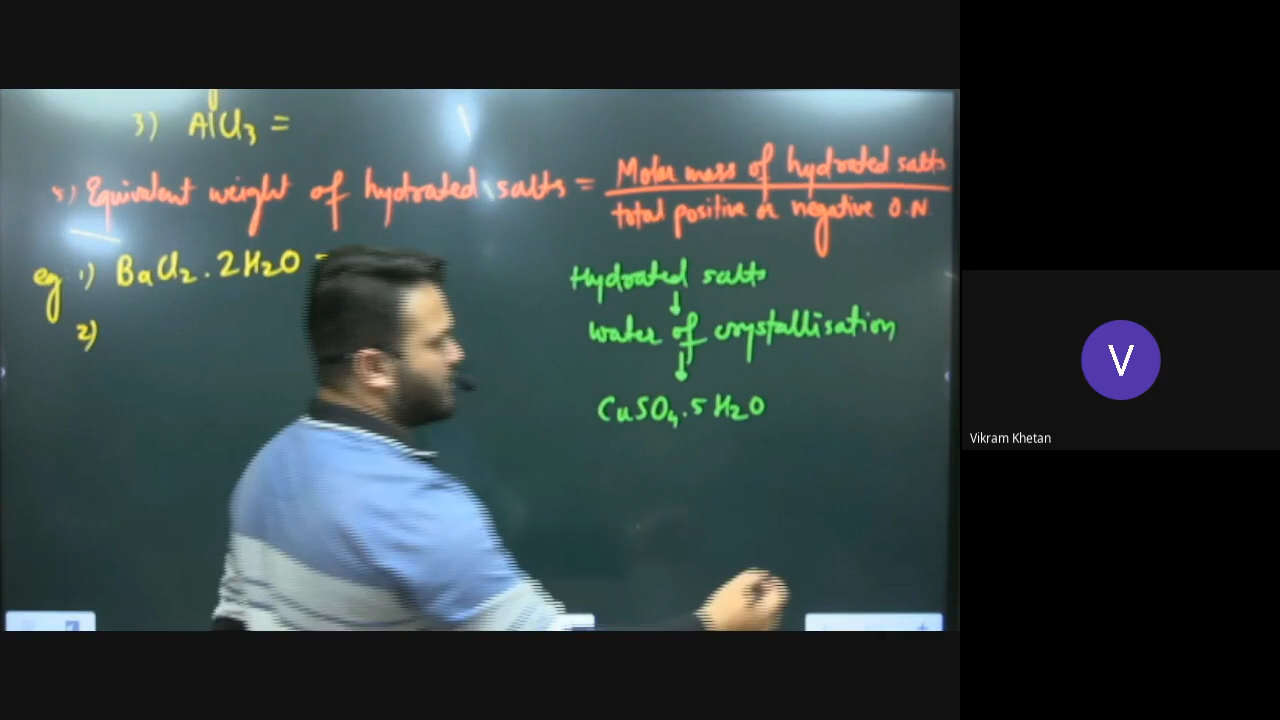 3) AlCl₃ =
5) Equivalent weight of hydrated salts = Molar mass of hydrated salts
total positive or negative O.N.
eg 1) BaCl₂.2H₂O =
2)
Hydrated salts
↓
water of crystallisation
↓
CuSO₄.5H₂O
V
Vikram Khetan